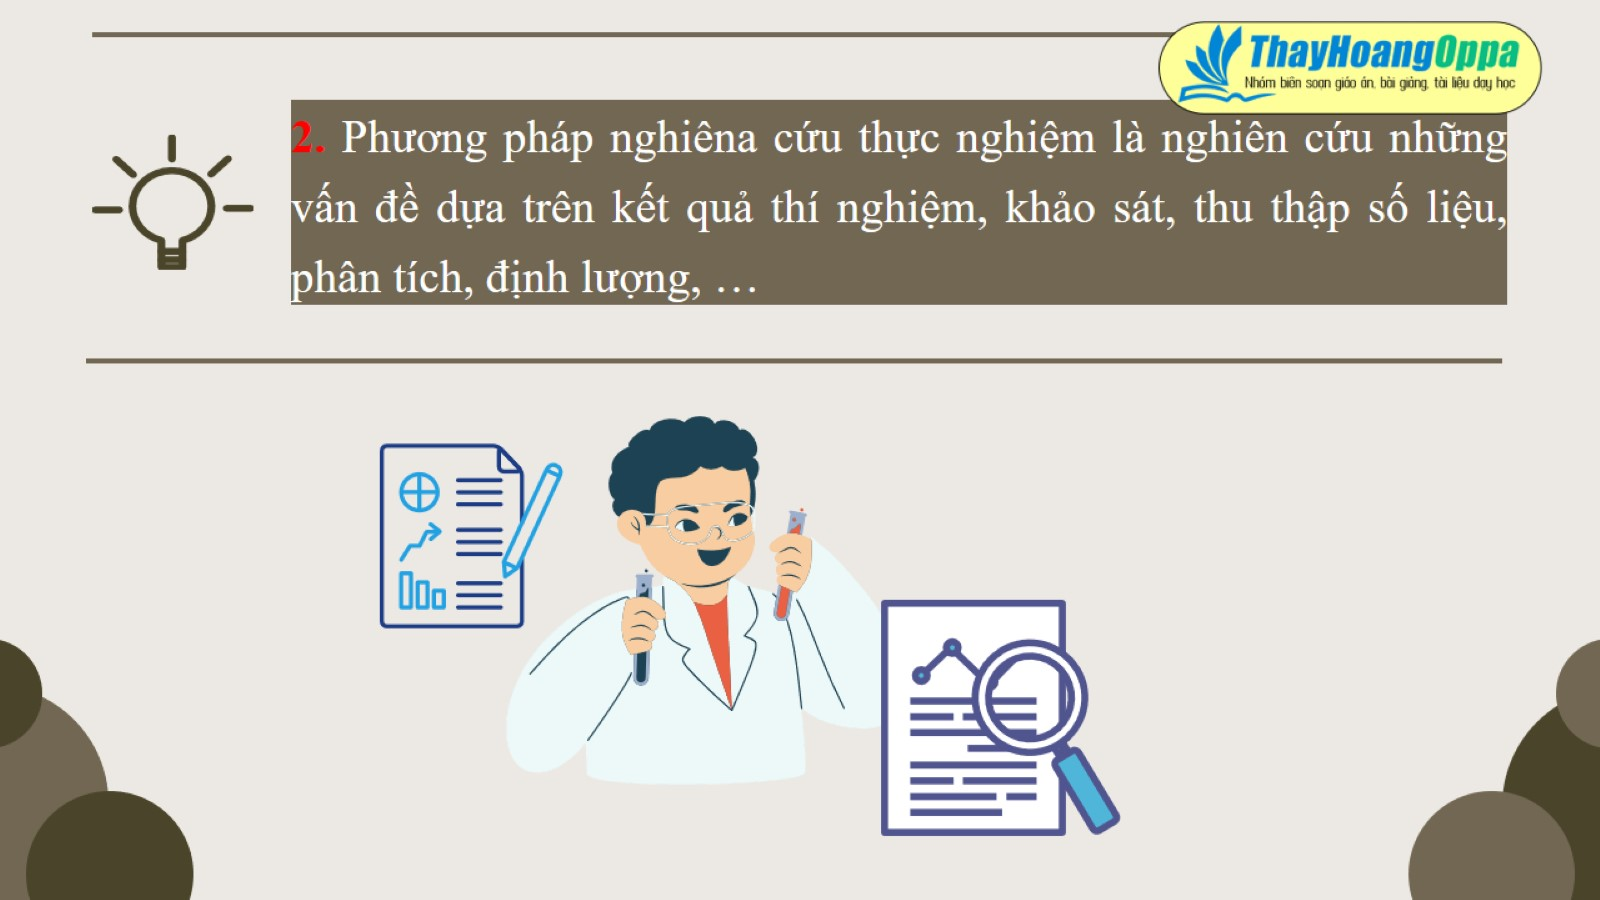 ThayHoangOppa
Nhóm biên soạn giáo án, bài giảng, tài liệu dạy học
2. Phương pháp nghiêna cứu thực nghiệm là nghiên cứu những
vấn đề dựa trên kết quả thí nghiệm, khảo sát, thu thập số liệu,
phân tích, định lượng, …